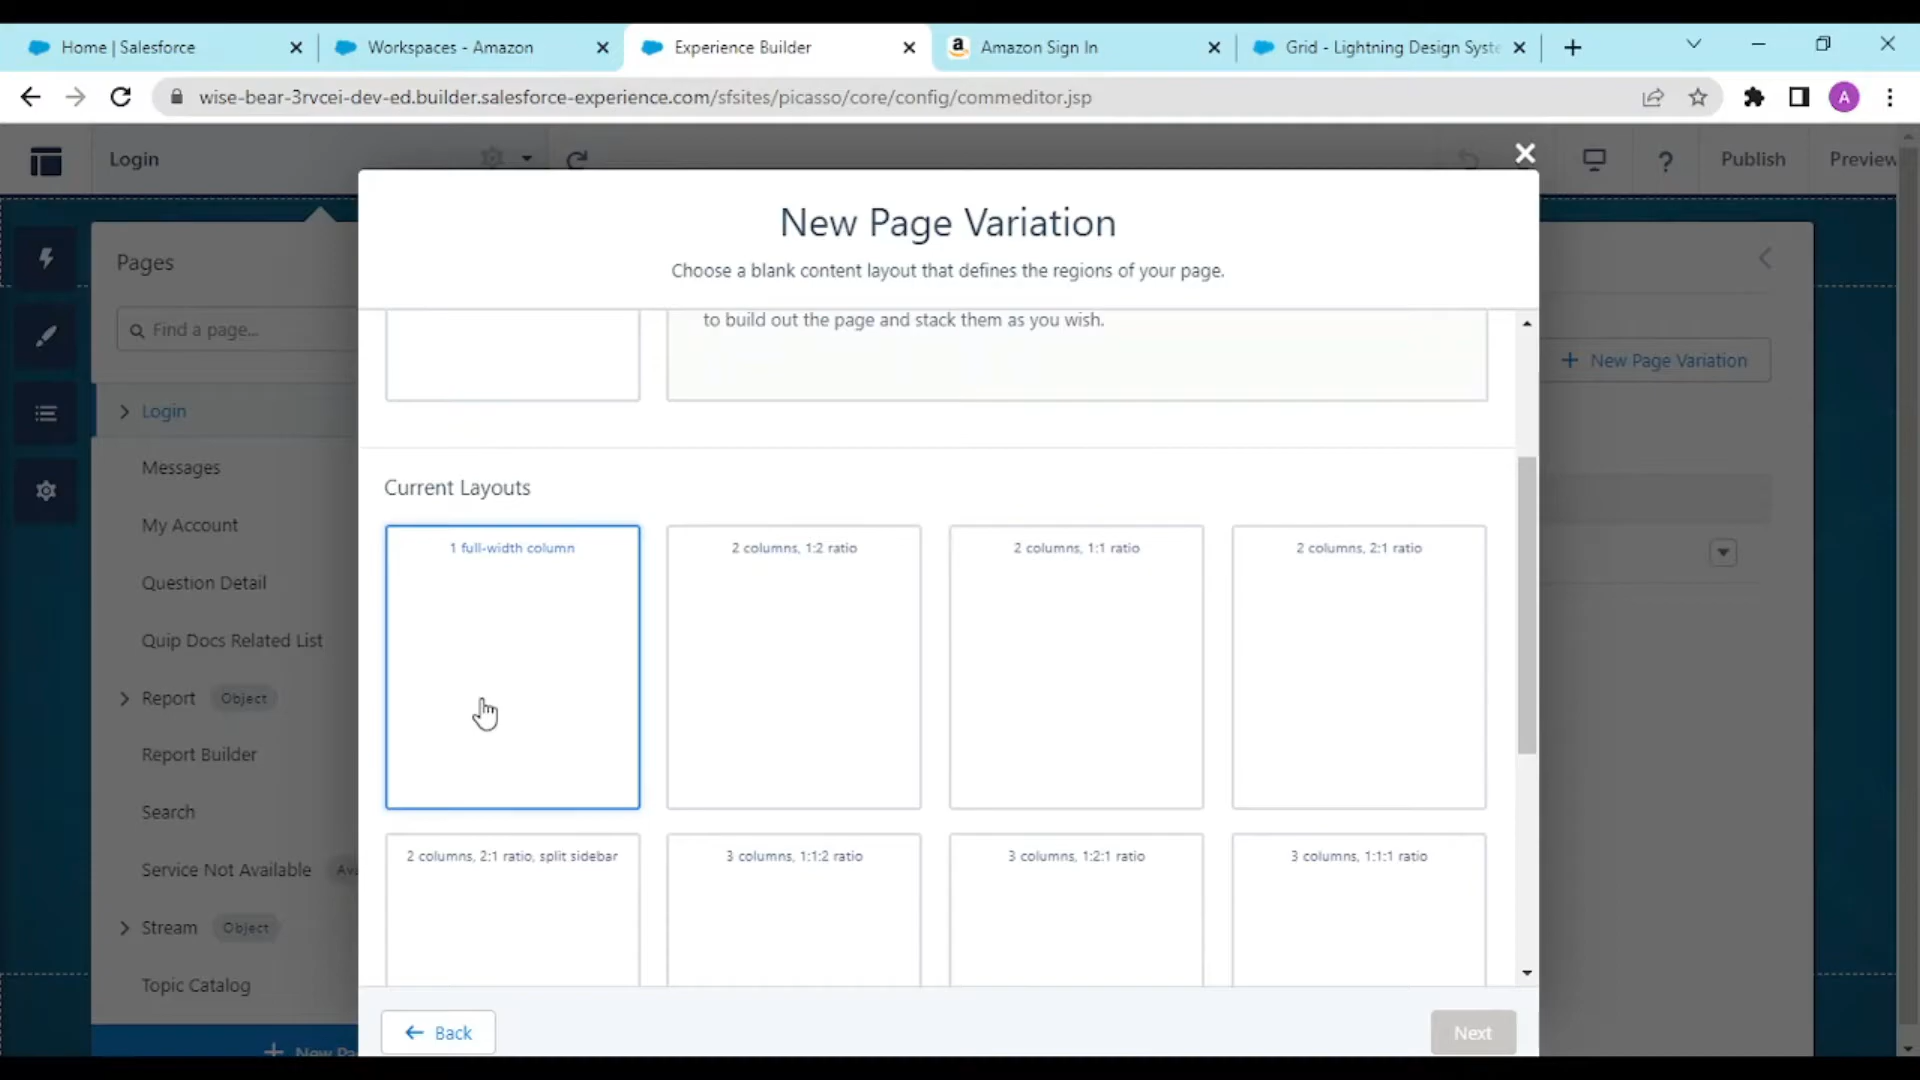 Home | Salesforce
Workspaces - Amazon
Experience Builder
a
Amazon Sign In
Grid - Lightning Design Syste
wise-bear-3rvcei-dev-ed.builder.salesforce-experience.com/sfsites/picasso/core/config/commeditor.jsp
A
Login
?
Publish
Preview
New Page Variation
Choose a blank content layout that defines the regions of your page.
Pages
Find a page...
to build out the page and stack them as you wish.
+ New Page Variation
Login
Messages
My Account
Question Detail
Quip Docs Related List
Report Object
Report Builder
Search
Service Not Available
Stream Object
Topic Catalog
Current Layouts
1 full-width column
2 columns, 1:2 ratio
2 columns, 1:1 ratio
2 columns, 2:1 ratio
2 columns, 2:1 ratio, split sidebar
3 columns, 1:1:2 ratio
3 columns, 1:2:1 ratio
3 columns, 1:1:1 ratio
Back
Next